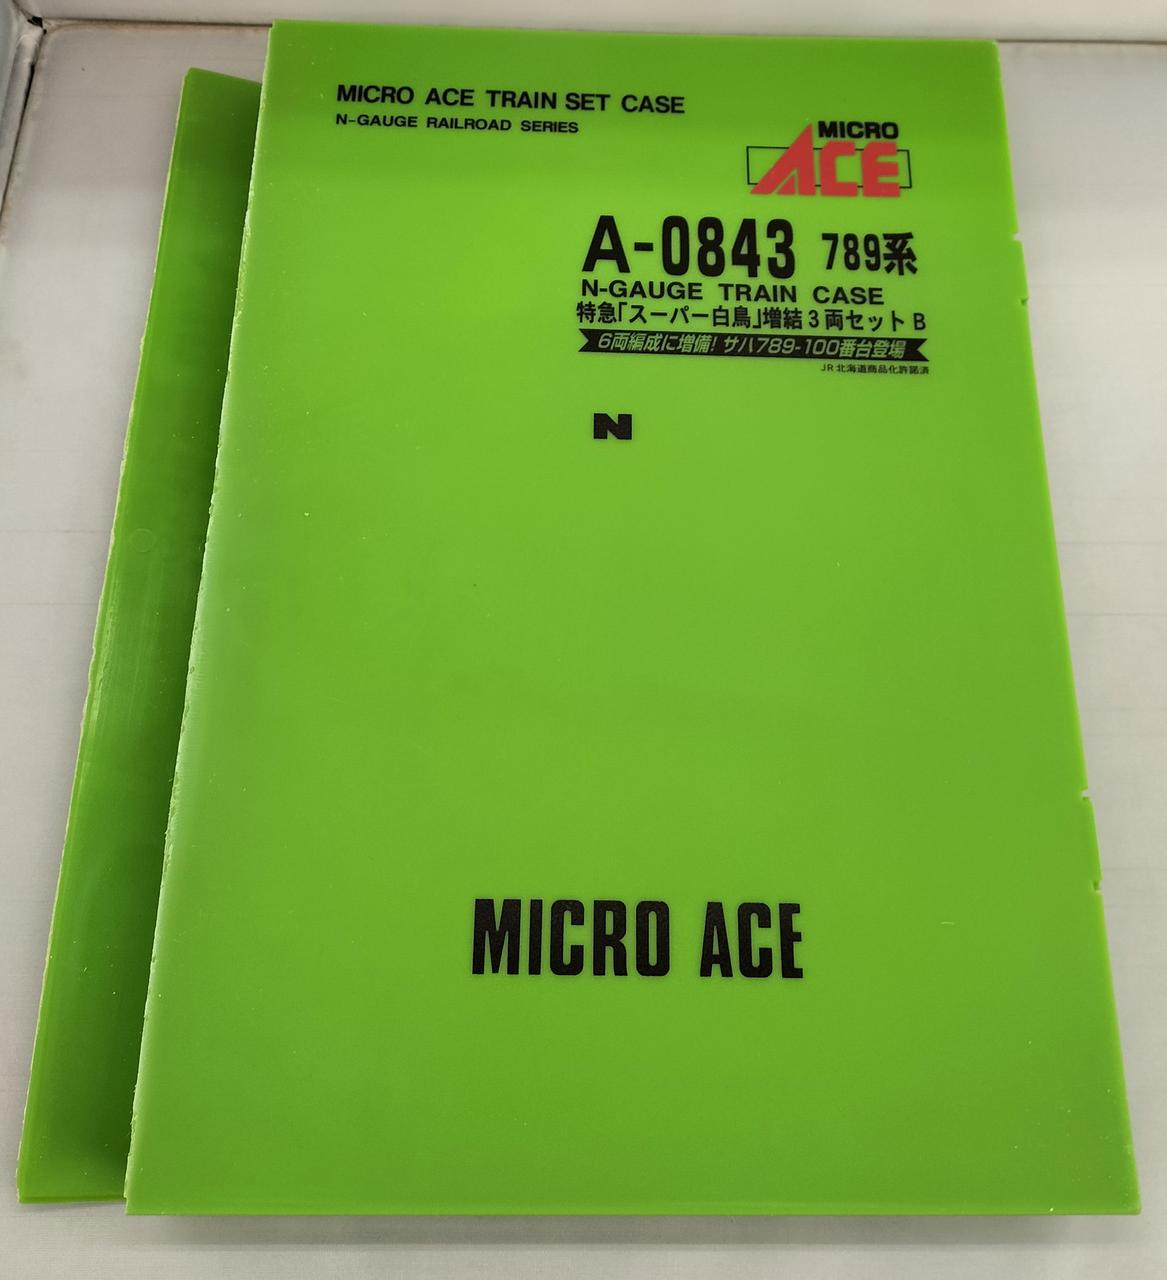 MICRO ACE TRAIN SET CASE
N-GAUGE RAILROAD SERIES
MICRO
ACE
A-0843 789系
N-GAUGE TRAIN CASE
特急「スーパー白鳥」増結3両セットB
6両編成に増備! サハ789-100番台登場
JR北海道商品化許諾済
N
MICRO ACE